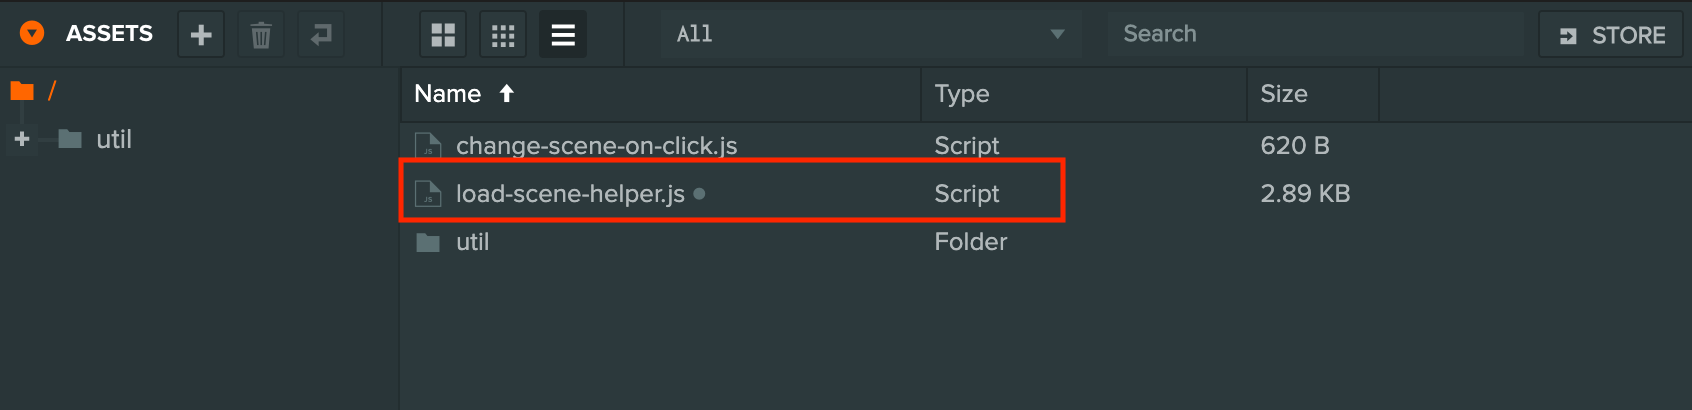 ASSETS All Search STORE
/
util
Name Type Size
change-scene-on-click.js Script 620 B
load-scene-helper.js Script 2.89 KB
util Folder